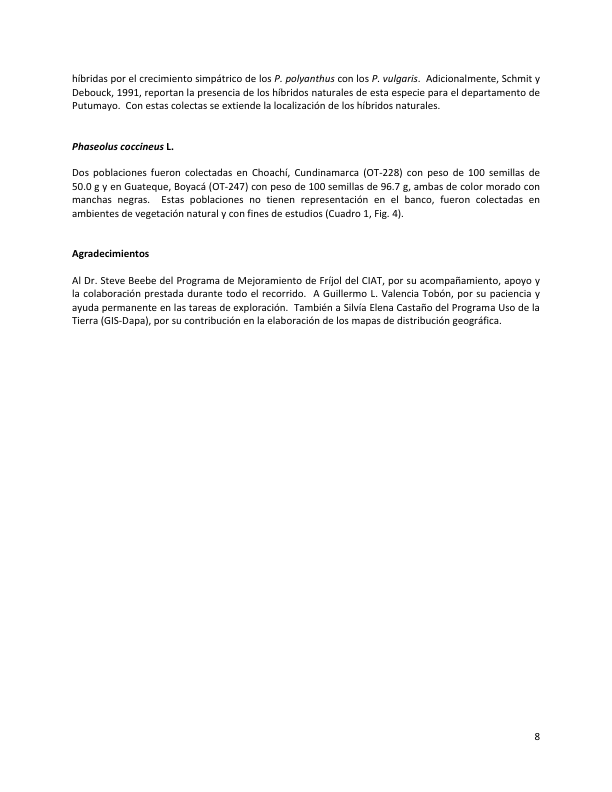 híbridas por el crecimiento simpátrico de los P. polyanthus con los P. vulgaris.  Adicionalmente, Schmit y
Debouck, 1991, reportan la presencia de los híbridos naturales de esta especie para el departamento de
Putumayo.  Con estas colectas se extiende la localización de los híbridos naturales.
Phaseolus coccineus L.
Dos poblaciones fueron colectadas en Choachí, Cundinamarca (OT-228) con peso de 100 semillas de
50.0 g y en Guateque, Boyacá (OT-247) con peso de 100 semillas de 96.7 g, ambas de color morado con
manchas negras.  Estas poblaciones no tienen representación en el banco, fueron colectadas en
ambientes de vegetación natural y con fines de estudios (Cuadro 1, Fig. 4).
Agradecimientos
Al Dr. Steve Beebe del Programa de Mejoramiento de Fríjol del CIAT, por su acompañamiento, apoyo y
la colaboración prestada durante todo el recorrido.  A Guillermo L. Valencia Tobón, por su paciencia y
ayuda permanente en las tareas de exploración.  También a Silvía Elena Castaño del Programa Uso de la
Tierra (GIS-Dapa), por su contribución en la elaboración de los mapas de distribución geográfica.
8